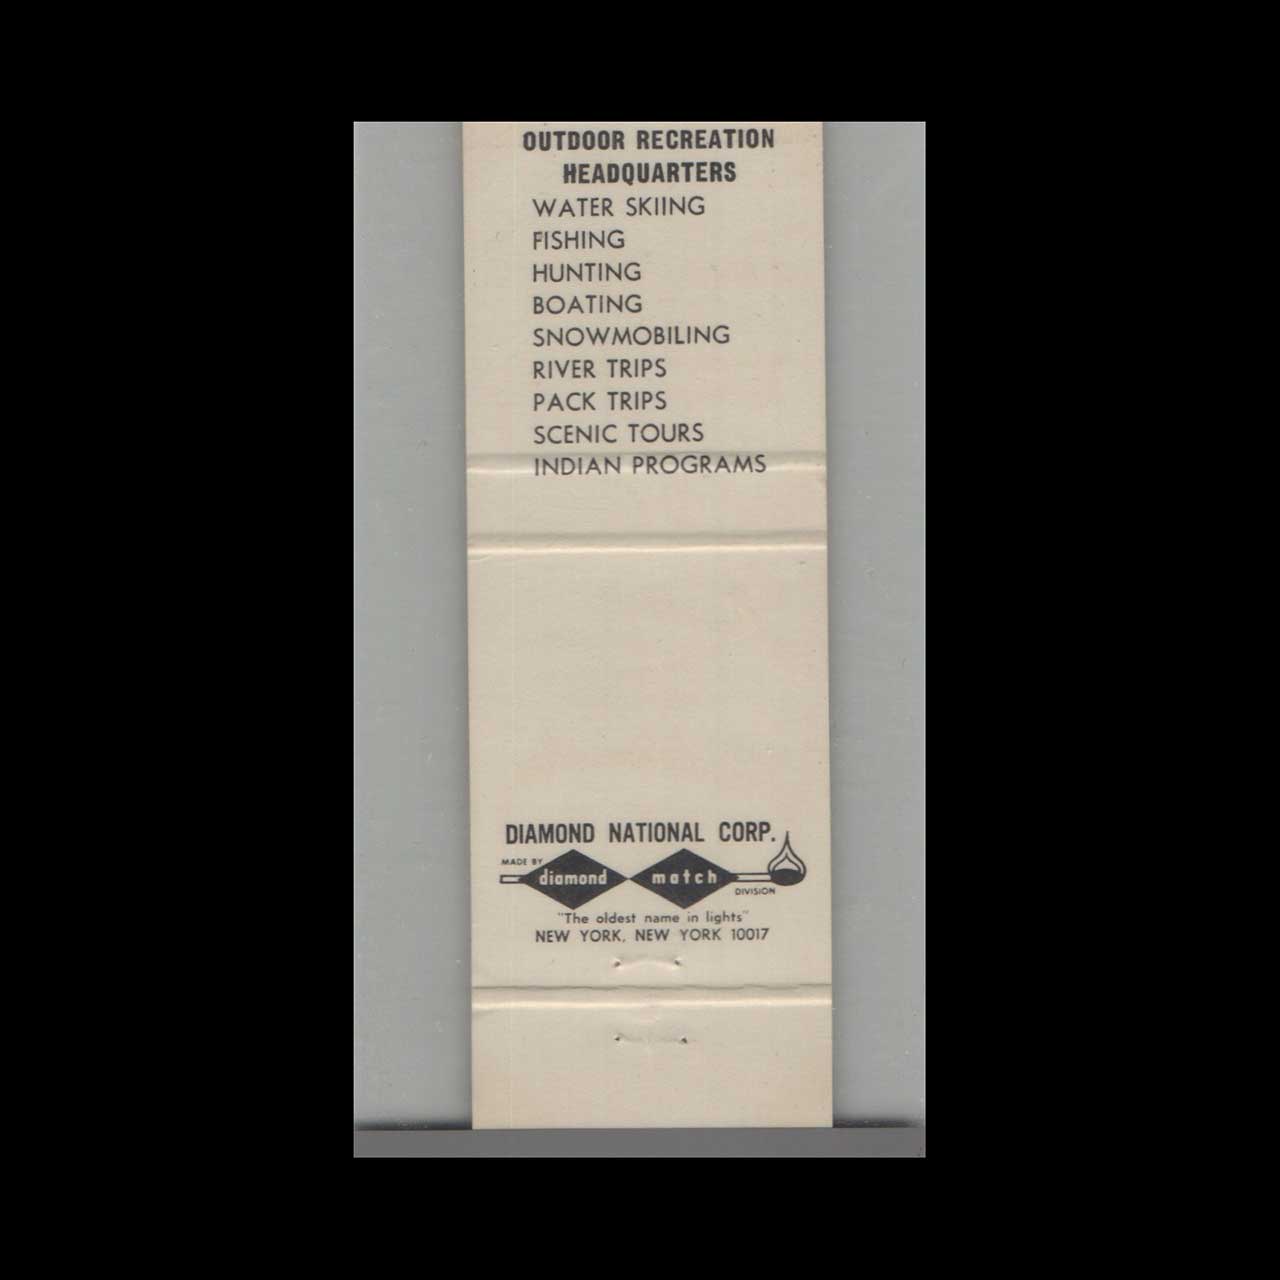 OUTDOOR RECREATION
HEADQUARTERS
WATER SKIING
FISHING
HUNTING
BOATING
SNOWMOBILING
RIVER TRIPS
PACK TRIPS
SCENIC TOURS
INDIAN PROGRAMS
DIAMOND NATIONAL CORP.
MADE BY
diamond match
DIVISION
"The oldest name in lights"
NEW YORK, NEW YORK 10017